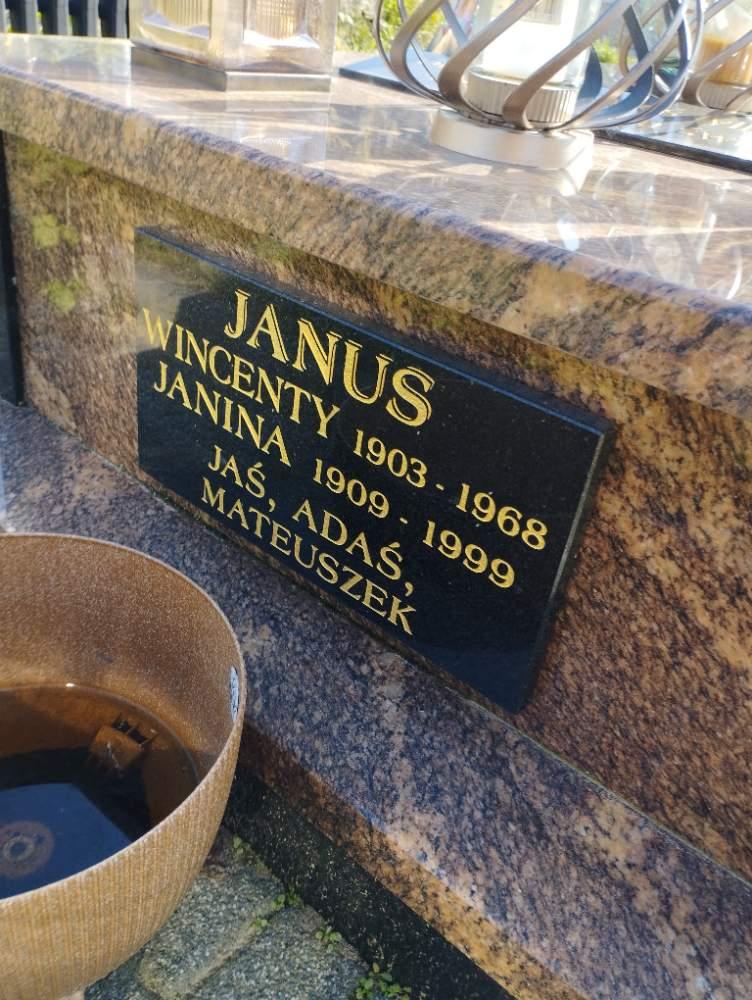 JANUS
WINCENTY 1903 - 1968
JANINA 1909 - 1999
JAŚ, ADAŚ,
MATEUSZEK